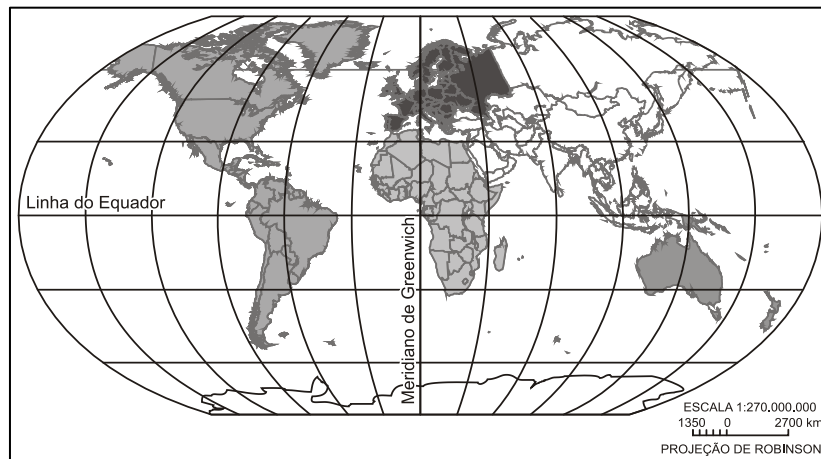 Linha do Equador
Meridiano de Greenwich
ESCALA 1:270.000.000
1350 0 2700 km
PROJEÇÃO DE ROBINSON